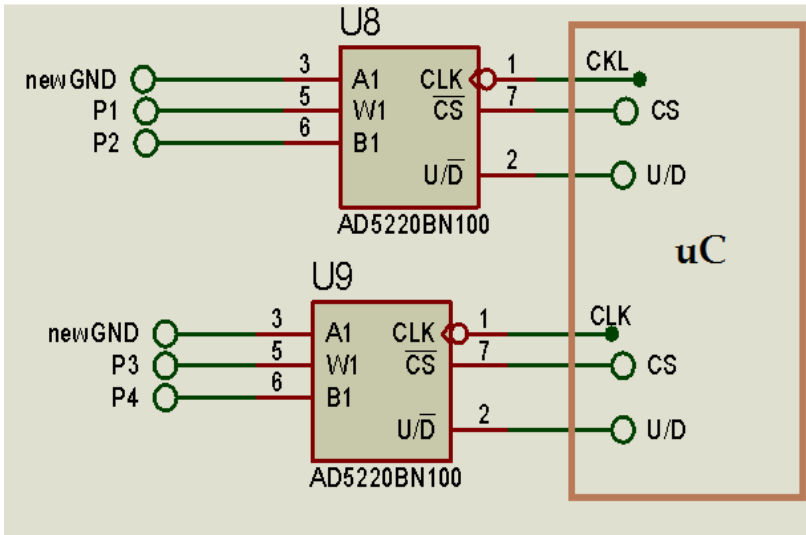 U8
newGND 3 A1 CLK 1 CKL
P1 5 W1 CS 7 CS
P2 6 B1
U/D 2 U/D
AD5220BN100
uC
U9
newGND 3 A1 CLK 1 CLK
P3 5 W1 CS 7 CS
P4 6 B1
U/D 2 U/D
AD5220BN100